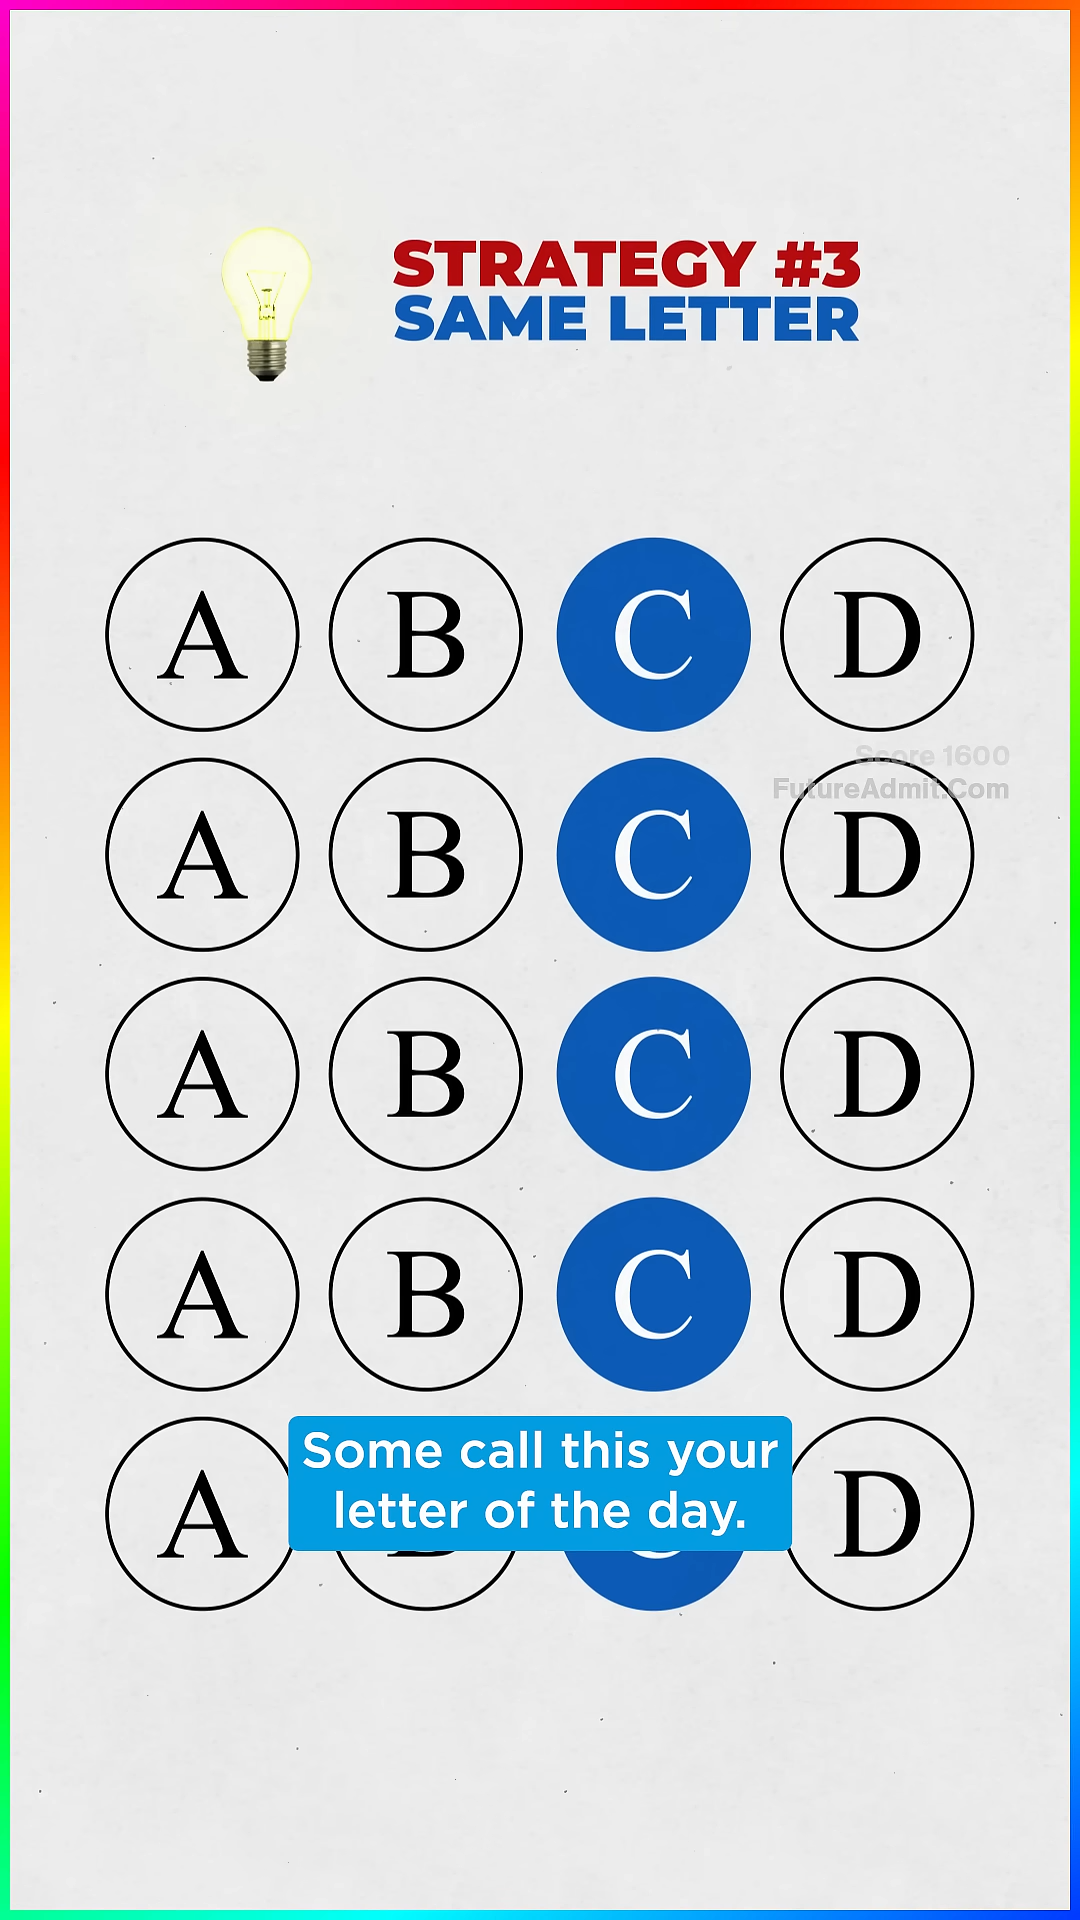 STRATEGY #3
SAME LETTER
A B C D
Score 1600
FutureAdmit.Com
A B C D
A B C D
A B C D
A B C D
Some call this your
letter of the day.